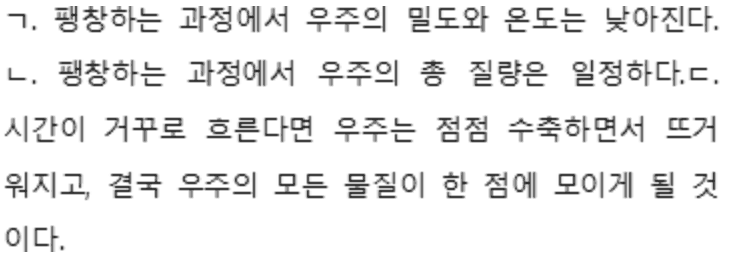 ㄱ. 팽창하는 과정에서 우주의 밀도와 온도는 낮아진다.
ㄴ. 팽창하는 과정에서 우주의 총 질량은 일정하다.ㄷ.
시간이 거꾸로 흐른다면 우주는 점점 수축하면서 뜨거
워지고, 결국 우주의 모든 물질이 한 점에 모이게 될 것
이다.